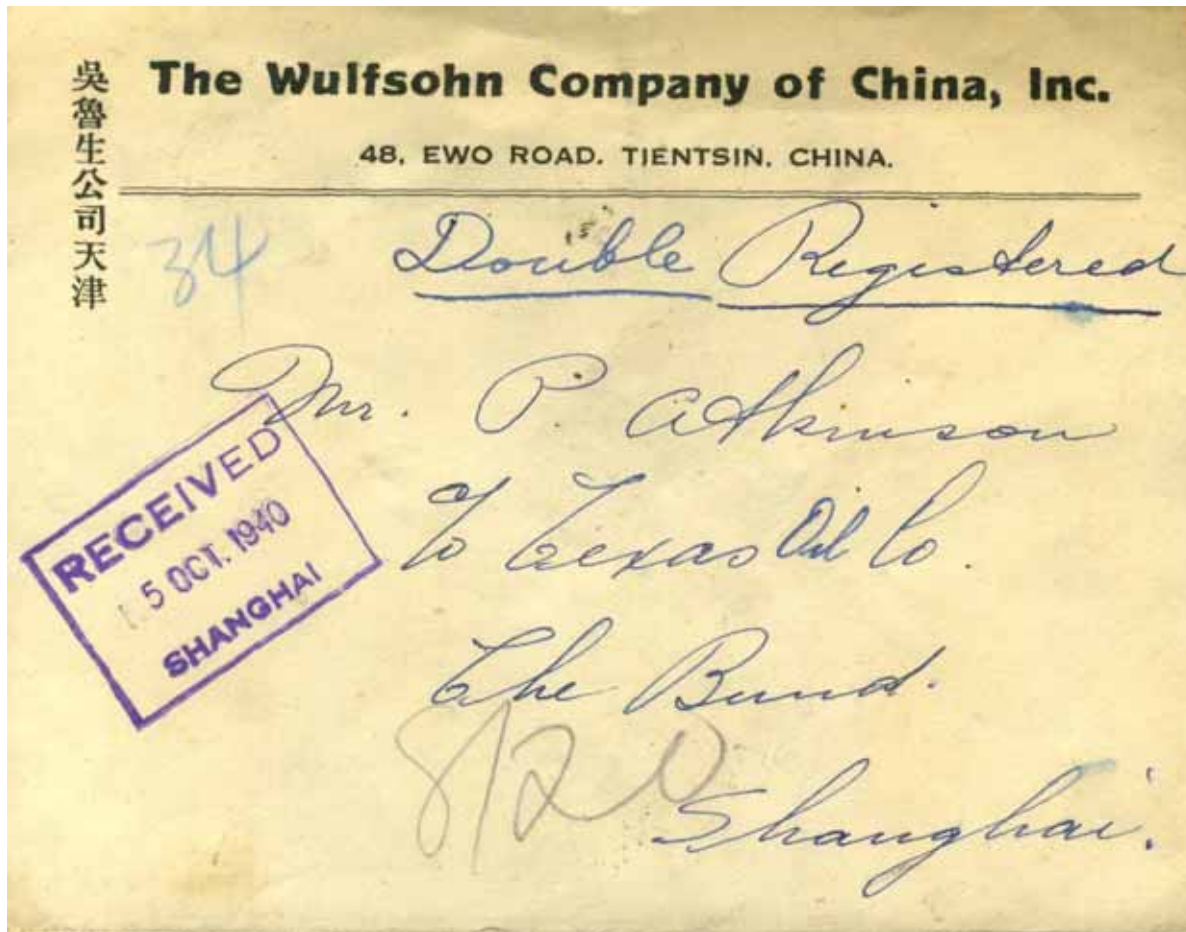 吳魯生公司天津
The Wulfsohn Company of China, Inc.
48, EWO ROAD. TIENTSIN. CHINA.
34
Double Registered
Mr. P. Atkinson
RECEIVED
5 OCT. 1940
SHANGHAI
℅ Texas Oil Co.
The Bund.
8120
Shanghai.